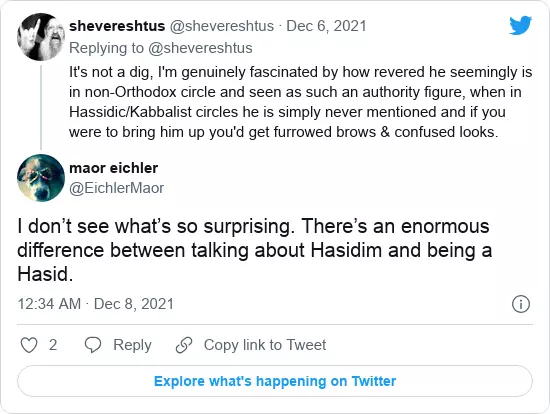 shevereshtus @shevereshtus · Dec 6, 2021
Replying to @shevereshtus
It's not a dig, I'm genuinely fascinated by how revered he seemingly is
in non-Orthodox circle and seen as such an authority figure, when in
Hassidic/Kabbalist circles he is simply never mentioned and if you
were to bring him up you'd get furrowed brows & confused looks.
maor eichler
@EichlerMaor
I don’t see what’s so surprising. There’s an enormous
difference between talking about Hasidim and being a
Hasid.
12:34 AM · Dec 8, 2021
2 Reply Copy link to Tweet
Explore what's happening on Twitter